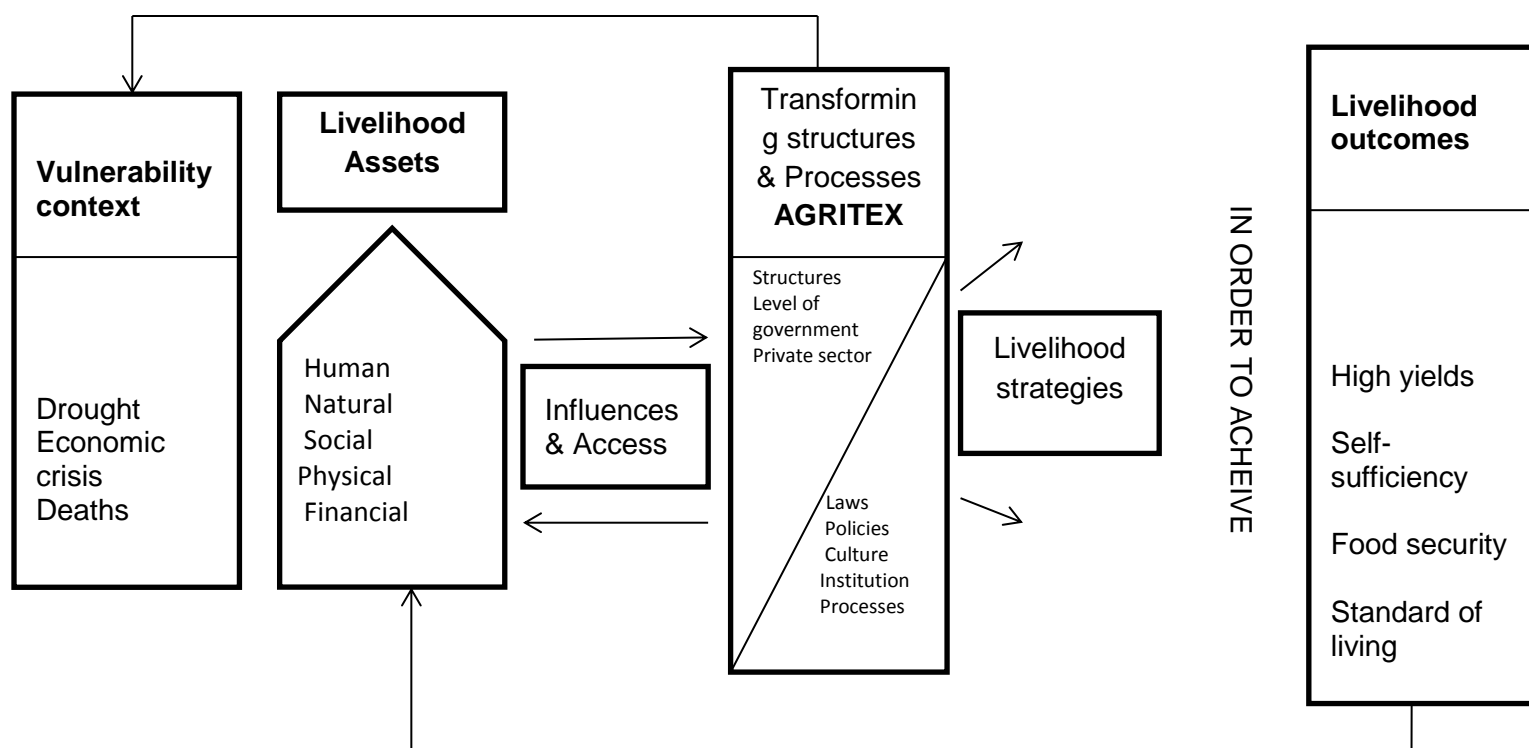 Vulnerability
context
Drought
Economic
crisis
Deaths
Livelihood
Assets
Human
Natural
Social
Physical
Financial
Influences
& Access
Transformin
g structures
& Processes
AGRITEX
Structures
Level of
government
Private sector
Laws
Policies
Culture
Institution
Processes
Livelihood
strategies
IN ORDER TO ACHEIVE
Livelihood
outcomes
High yields
Self-
sufficiency
Food security
Standard of
living